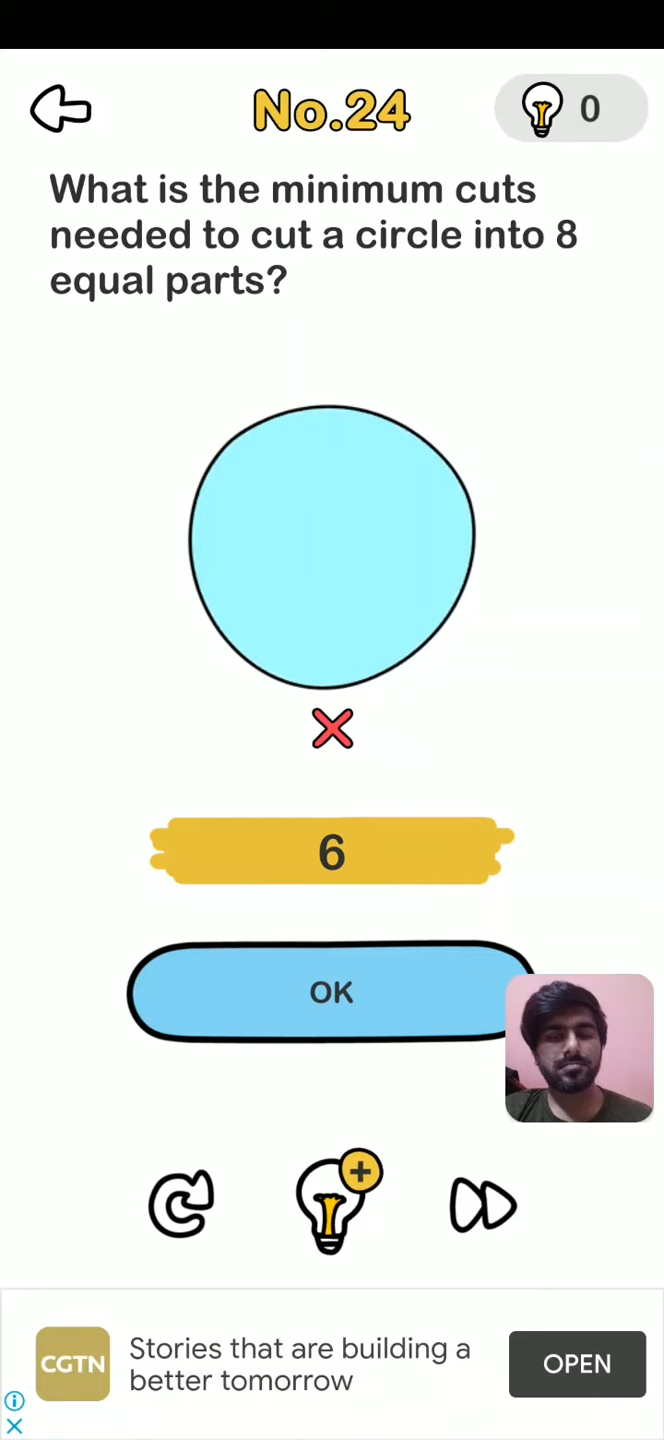 No.24
0
What is the minimum cuts
needed to cut a circle into 8
equal parts?
6
OK
CGTN
Stories that are building a
better tomorrow
OPEN